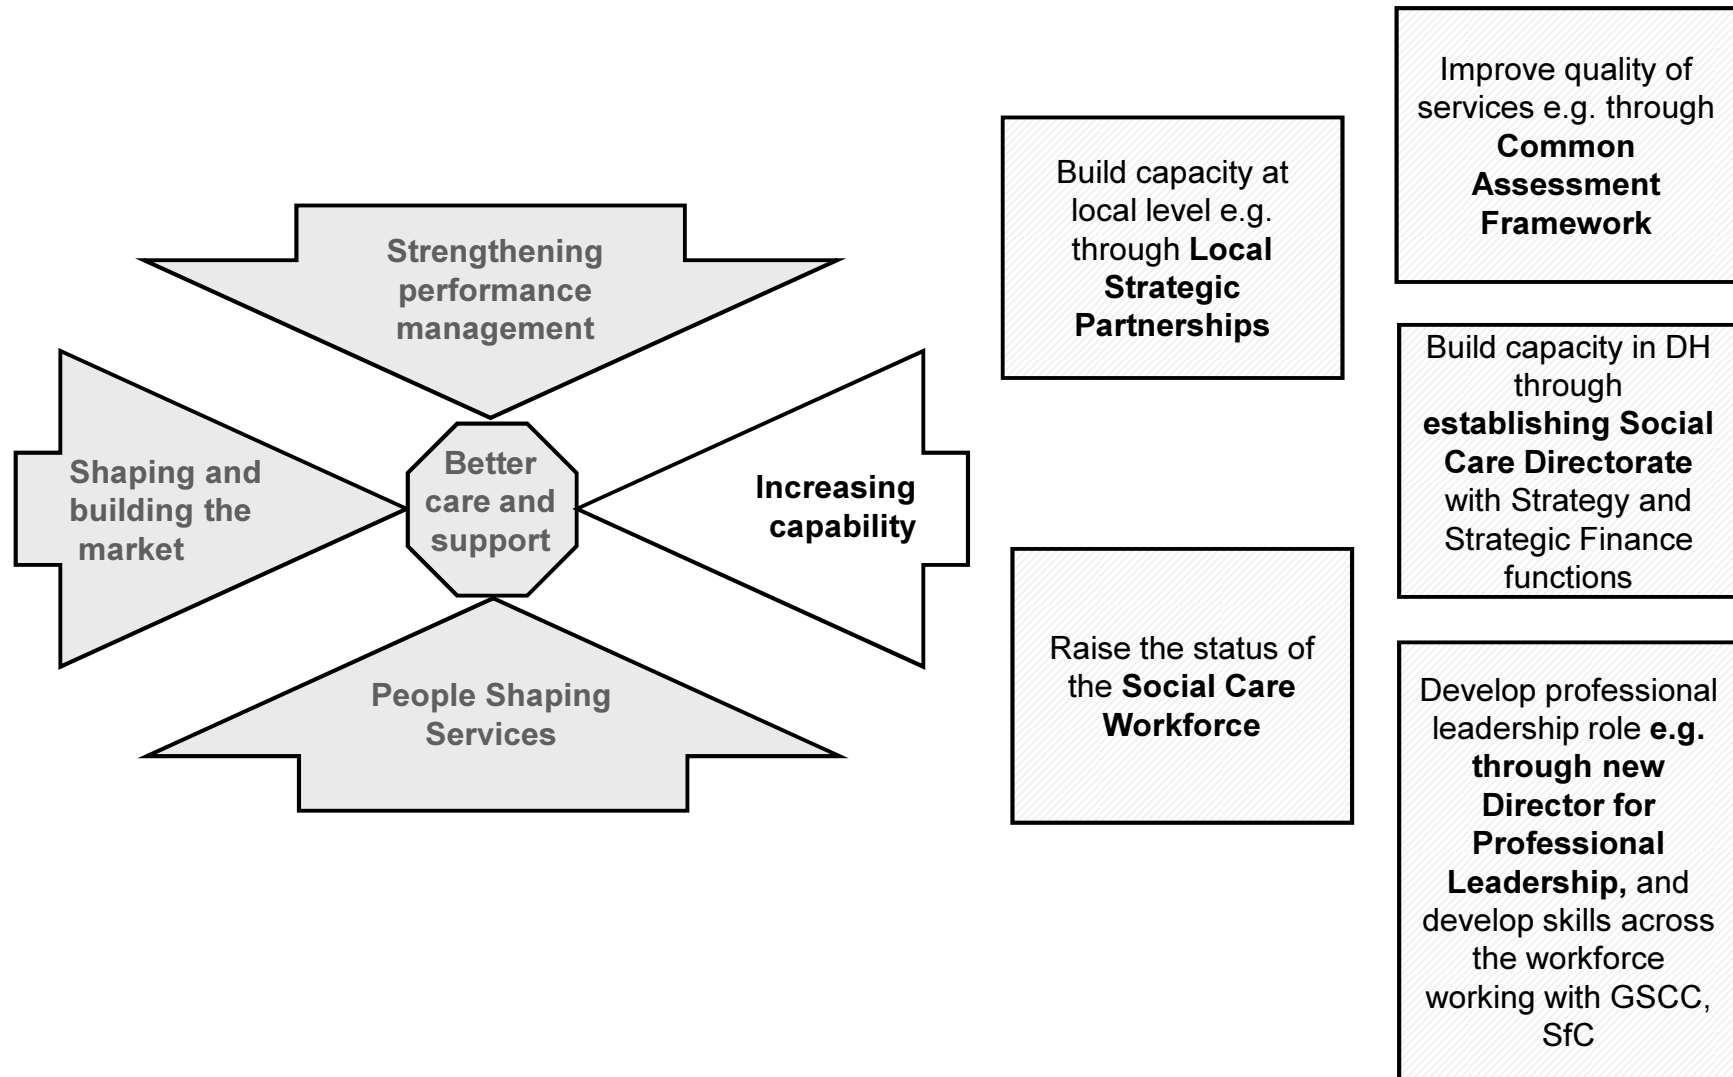 Strengthening
performance
management
Shaping and
building the
market
Better
care and
support
Increasing
capability
People Shaping
Services
Build capacity at
local level e.g.
through Local
Strategic
Partnerships
Raise the status of
the Social Care
Workforce
Improve quality of
services e.g. through
Common
Assessment
Framework
Build capacity in DH
through
establishing Social
Care Directorate
with Strategy and
Strategic Finance
functions
Develop professional
leadership role e.g.
through new
Director for
Professional
Leadership, and
develop skills across
the workforce
working with GSCC,
SfC